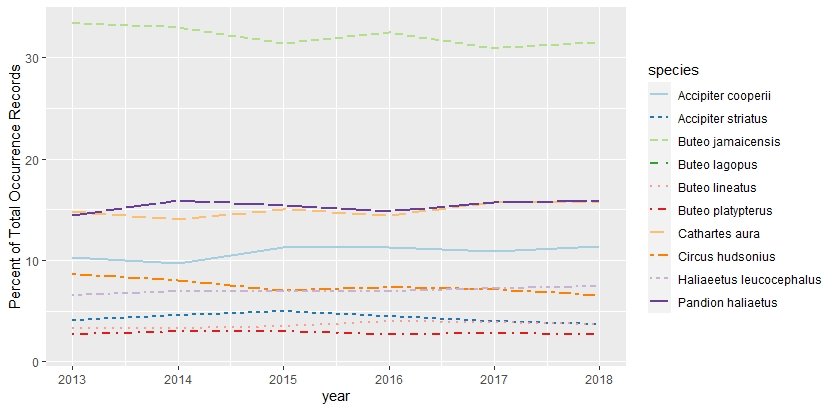 Percent of Total Occurrence Records
30
20
10
0
2013 2014 2015 2016 2017 2018
year
species
Accipiter cooperii
Accipiter striatus
Buteo jamaicensis
Buteo lagopus
Buteo lineatus
Buteo platypterus
Cathartes aura
Circus hudsonius
Haliaeetus leucocephalus
Pandion haliaetus